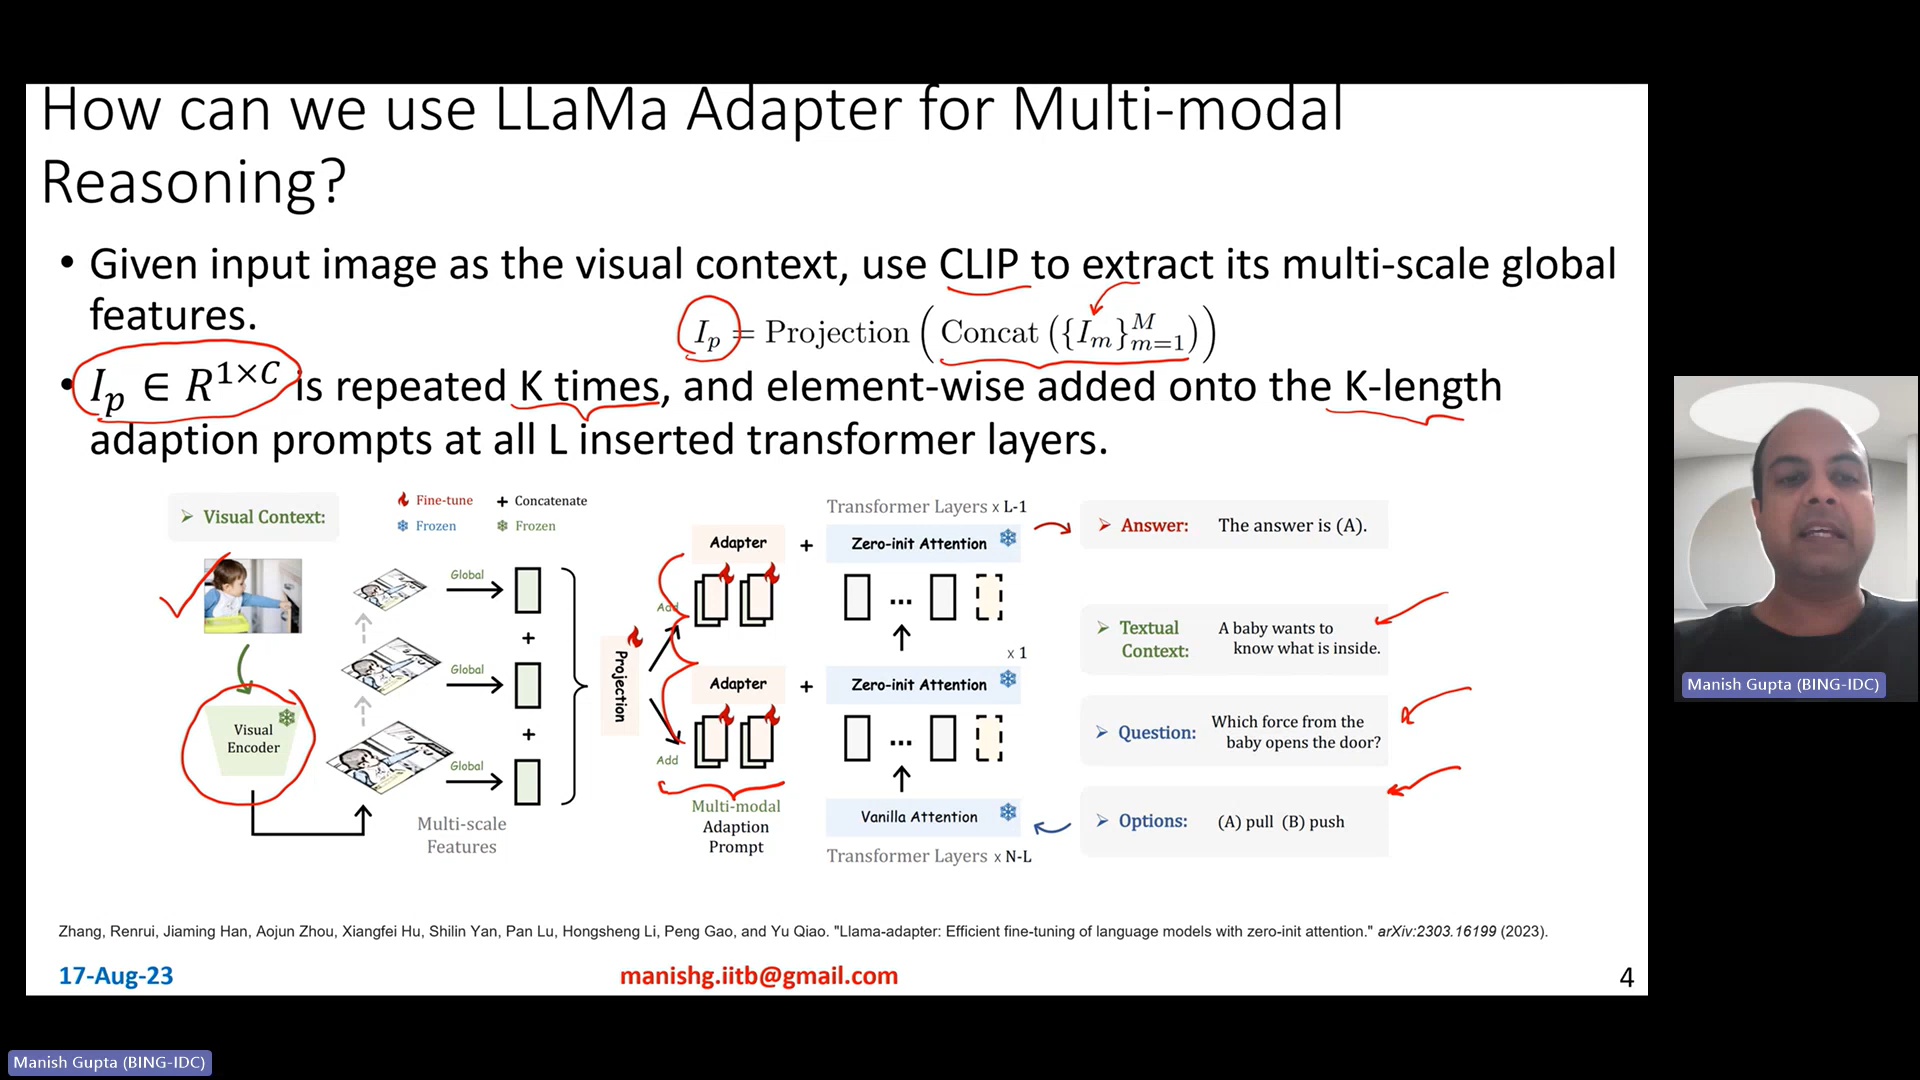 How can we use LLaMa Adapter for Multi-modal
Reasoning?
• Given input image as the visual context, use CLIP to extract its multi-scale global
features.
I_p = Projection ( Concat ({I_m}_{m=1}^M) )
• I_p ∈ R^{1×C} is repeated K times, and element-wise added onto the K-length
adaption prompts at all L inserted transformer layers.
➢ Visual Context:
Fine-tune + Concatenate
Frozen Frozen
Visual
Encoder
Global
Global
Global
+
+
Multi-scale
Features
Projection
Add
Add
Adapter + Zero-init Attention
Adapter + Zero-init Attention
Multi-modal
Adaption
Prompt
Transformer Layers x L-1
...
x 1
...
Vanilla Attention
Transformer Layers x N-L
➢ Answer: The answer is (A).
➢ Textual Context: A baby wants to
know what is inside.
➢ Question: Which force from the
baby opens the door?
➢ Options: (A) pull (B) push
Zhang, Renrui, Jiaming Han, Aojun Zhou, Xiangfei Hu, Shilin Yan, Pan Lu, Hongsheng Li, Peng Gao, and Yu Qiao. "Llama-adapter: Efficient fine-tuning of language models with zero-init attention." arXiv:2303.16199 (2023).
17-Aug-23
manishg.iitb@gmail.com
4
Manish Gupta (BING-IDC)
Manish Gupta (BING-IDC)